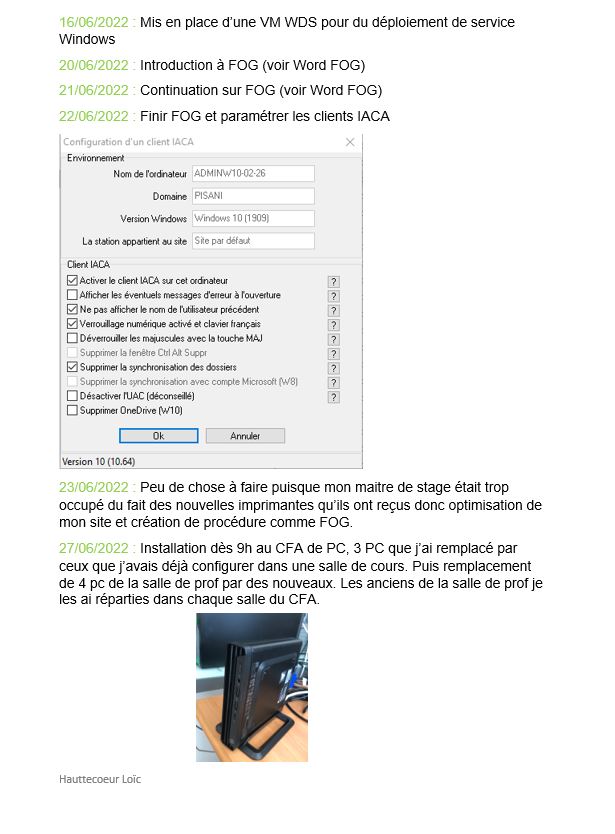 16/06/2022 : Mis en place d’une VM WDS pour du déploiement de service
Windows
20/06/2022 : Introduction à FOG (voir Word FOG)
21/06/2022 : Continuation sur FOG (voir Word FOG)
22/06/2022 : Finir FOG et paramétrer les clients IACA
Configuration d'un client IACA
Environnement
Nom de l'ordinateur ADMINW10-02-26
Domaine PISANI
Version Windows Windows 10 (1909)
La station appartient au site Site par défaut
Client IACA
Activer le client IACA sur cet ordinateur ?
Afficher les éventuels messages d'erreur à l'ouverture ?
Ne pas afficher le nom de l'utilisateur précédent ?
Verrouillage numérique activé et clavier français ?
Déverrouiller les majuscules avec la touche MAJ ?
Supprimer la fenêtre Ctrl Alt Suppr ?
Supprimer la synchronisation des dossiers ?
Supprimer la synchronisation avec compte Microsoft (W8) ?
Désactiver l'UAC (déconseillé) ?
Supprimer OneDrive (W10)
Ok Annuler
Version 10 (10.64)
23/06/2022 : Peu de chose à faire puisque mon maitre de stage était trop
occupé du fait des nouvelles imprimantes qu’ils ont reçus donc optimisation de
mon site et création de procédure comme FOG.
27/06/2022 : Installation dès 9h au CFA de PC, 3 PC que j’ai remplacé par
ceux que j’avais déjà configurer dans une salle de cours. Puis remplacement
de 4 pc de la salle de prof par des nouveaux. Les anciens de la salle de prof je
les ai réparties dans chaque salle du CFA.
Hauttecoeur Loïc